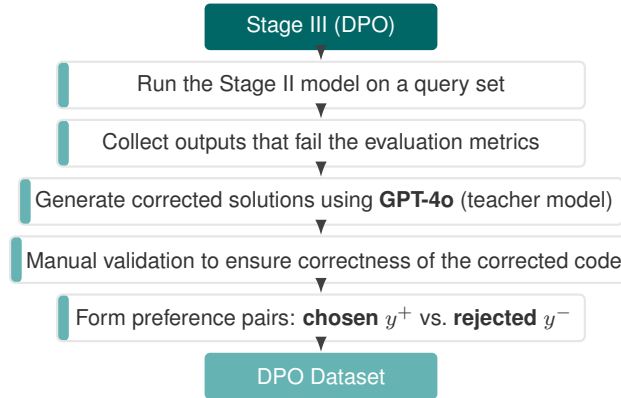 Stage III (DPO)
Run the Stage II model on a query set
Collect outputs that fail the evaluation metrics
Generate corrected solutions using GPT-4o (teacher model)
Manual validation to ensure correctness of the corrected code
Form preference pairs: chosen y⁺ vs. rejected y⁻
DPO Dataset